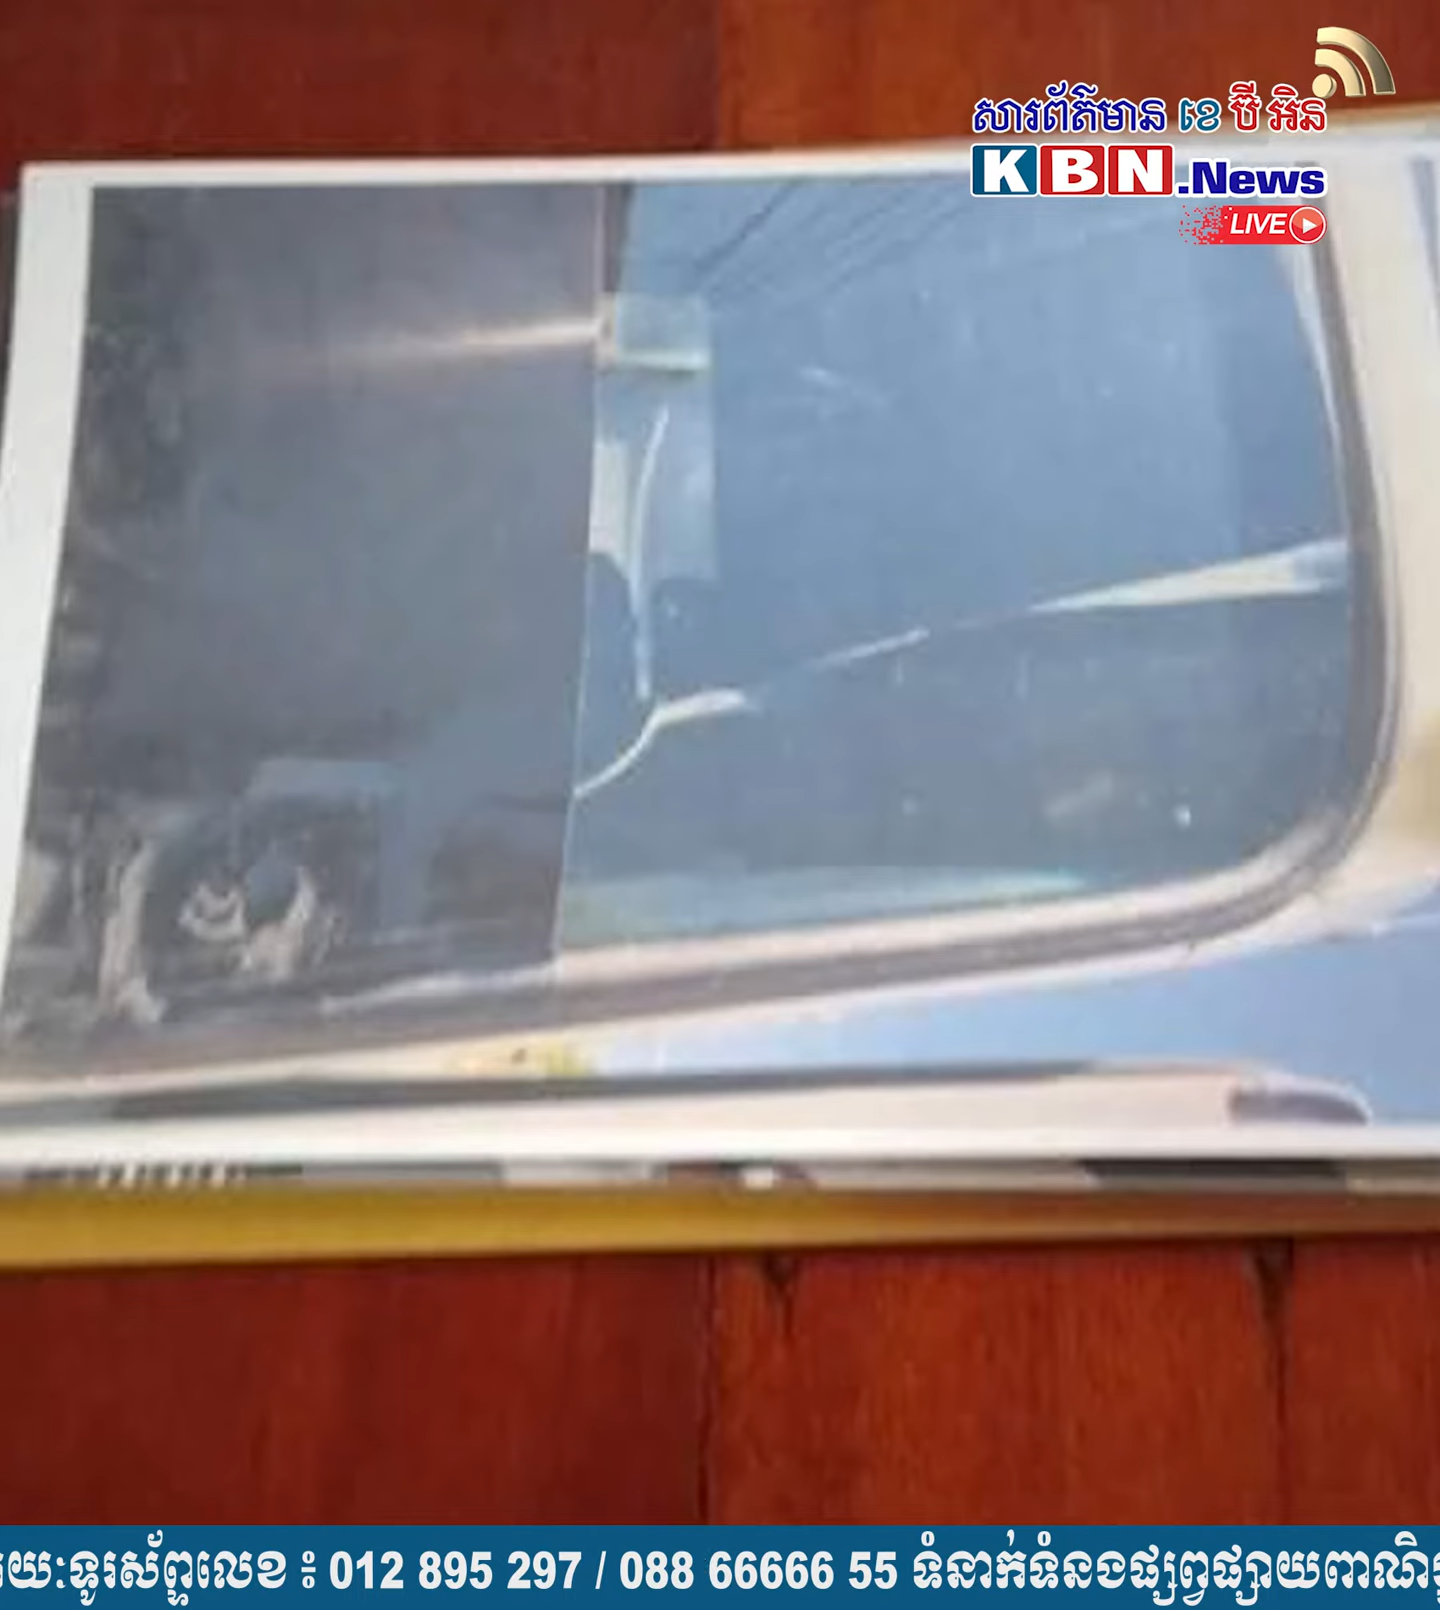 សារព័ត៌មាន ខេ ប៊ី អិន
KBN.News
LIVE
រយៈទូរស័ព្ទលេខ ៖ 012 895 297 / 088 66666 55 ទំនាក់ទំនងផ្សព្វផ្សាយពាណិ